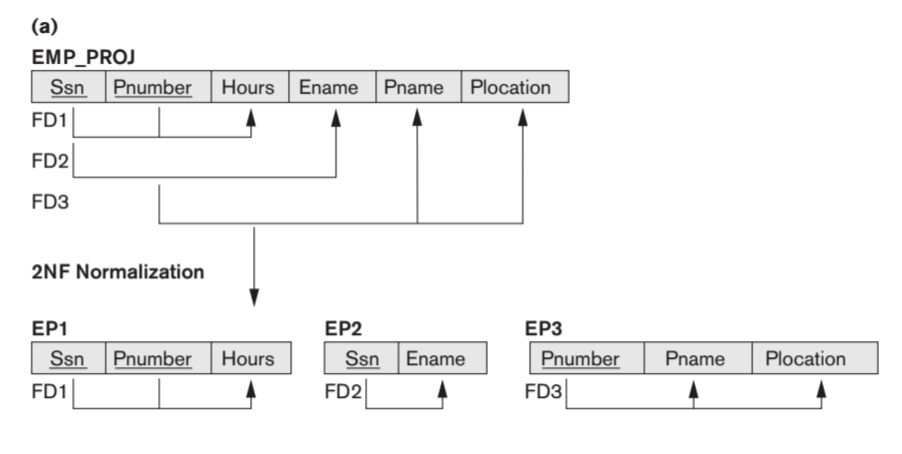 (a)
EMP_PROJ
Ssn Pnumber Hours Ename Pname Plocation
FD1
FD2
FD3
2NF Normalization
EP1 EP2 EP3
Ssn Pnumber Hours Ssn Ename Pnumber Pname Plocation
FD1 FD2 FD3